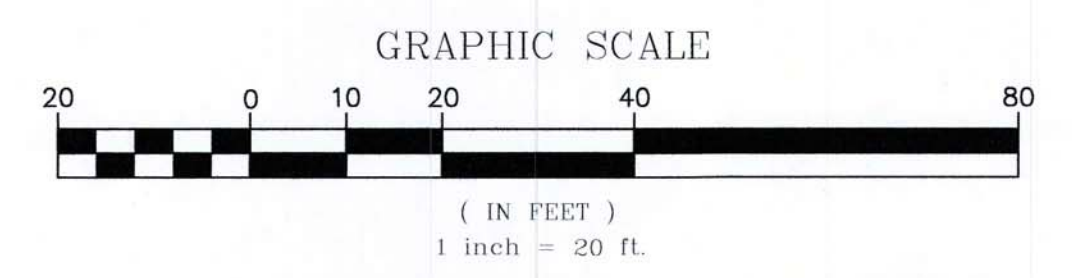 GRAPHIC SCALE
20 0 10 20 40 80
( IN FEET )
1 inch = 20 ft.